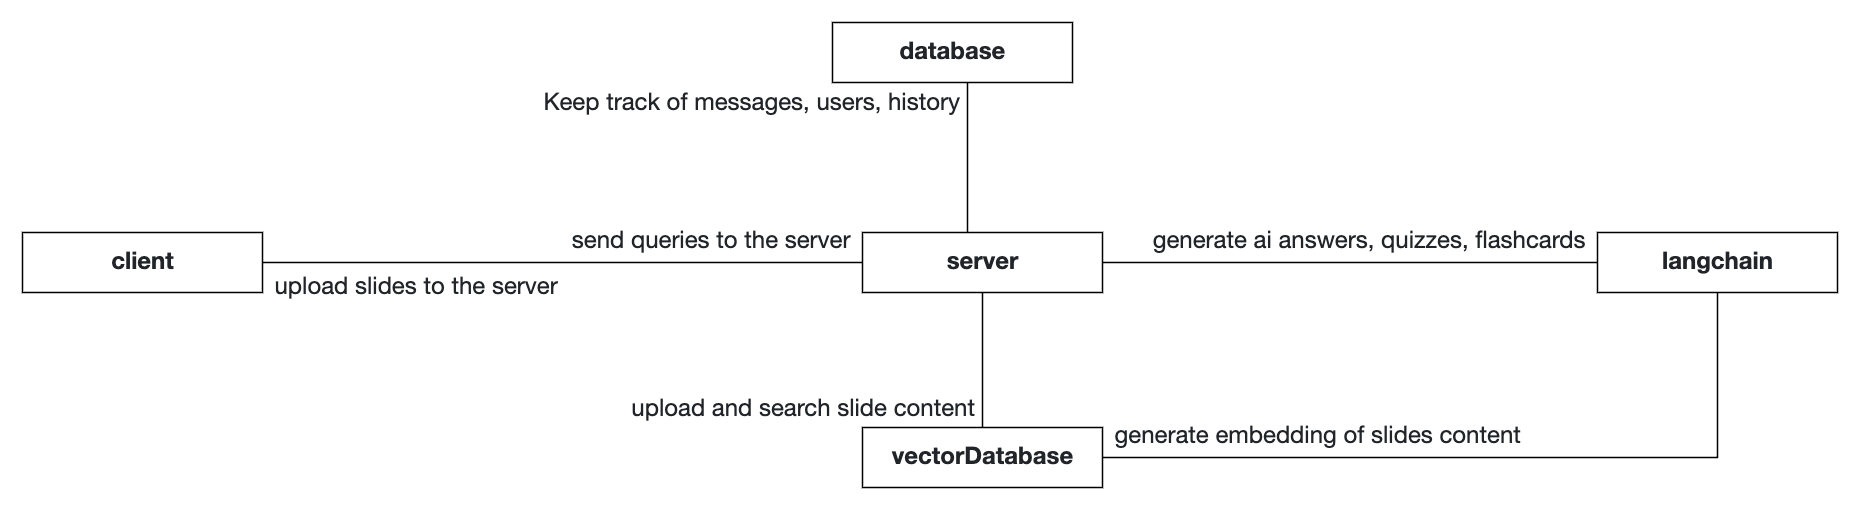 database
Keep track of messages, users, history
send queries to the server
generate ai answers, quizzes, flashcards
client
server
langchain
upload slides to the server
upload and search slide content
generate embedding of slides content
vectorDatabase